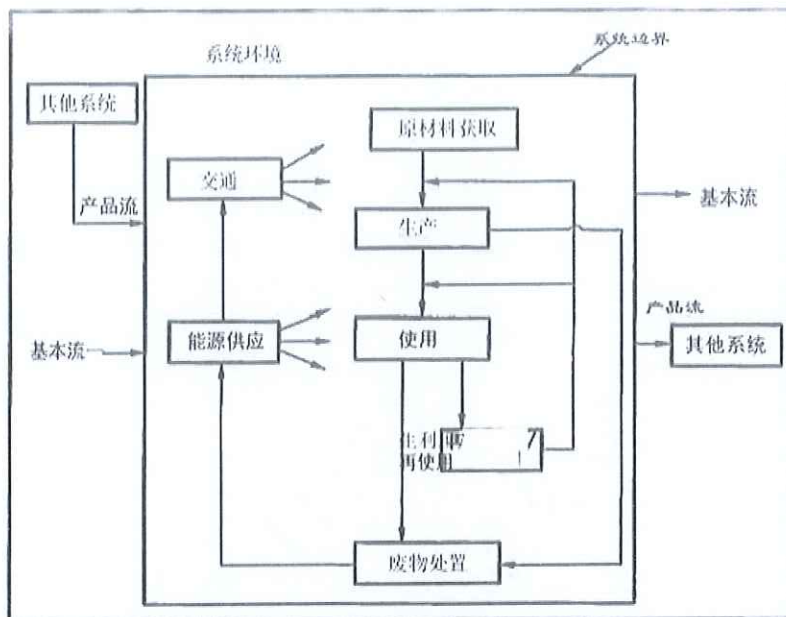 系统环境
系统边界
其他系统
原材料获取
交通
产品流
基本流
生产
产品流
基本流
能源供应
使用
其他系统
生利
再使用
废物处置